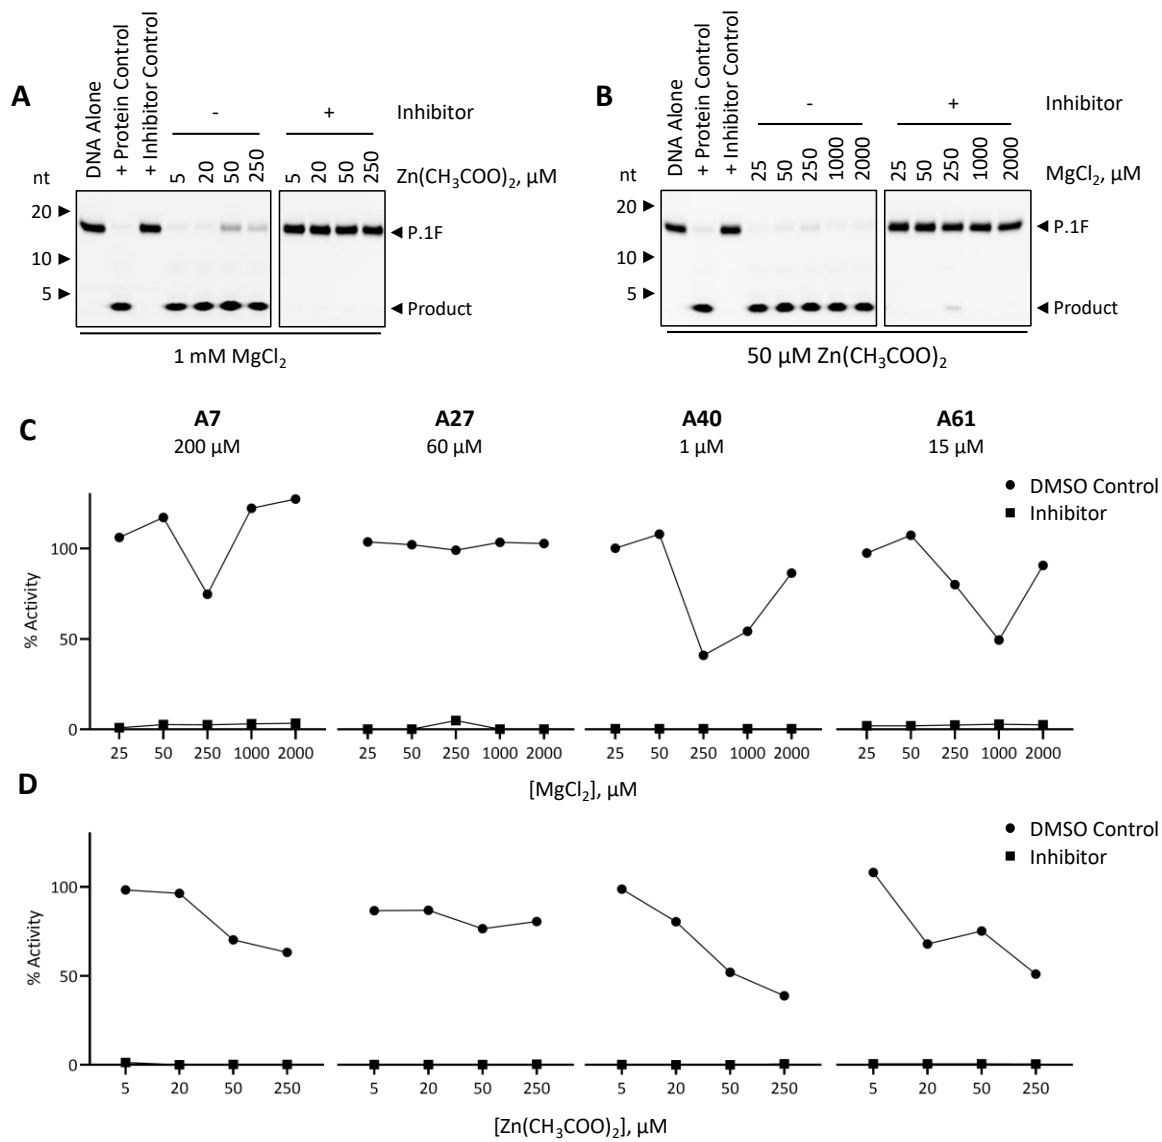 A
DNA Alone
+ Protein Control
+ Inhibitor Control
- + Inhibitor
5 20 50 250 5 20 50 250 Zn(CH₃COO)₂, µM
nt
20
10
5
P.1F
Product
1 mM MgCl₂
B
DNA Alone
+ Protein Control
+ Inhibitor Control
- + Inhibitor
25 50 250 1000 2000 25 50 250 1000 2000 MgCl₂, µM
nt
20
10
5
P.1F
Product
50 µM Zn(CH₃COO)₂
C
A7 A27 A40 A61
200 µM 60 µM 1 µM 15 µM
DMSO Control
Inhibitor
% Activity
100
50
0
25 50 250 1000 2000 25 50 250 1000 2000 25 50 250 1000 2000 25 50 250 1000 2000
[MgCl₂], µM
D
DMSO Control
Inhibitor
% Activity
100
50
0
5 20 50 250 5 20 50 250 5 20 50 250 5 20 50 250
[Zn(CH₃COO)₂], µM